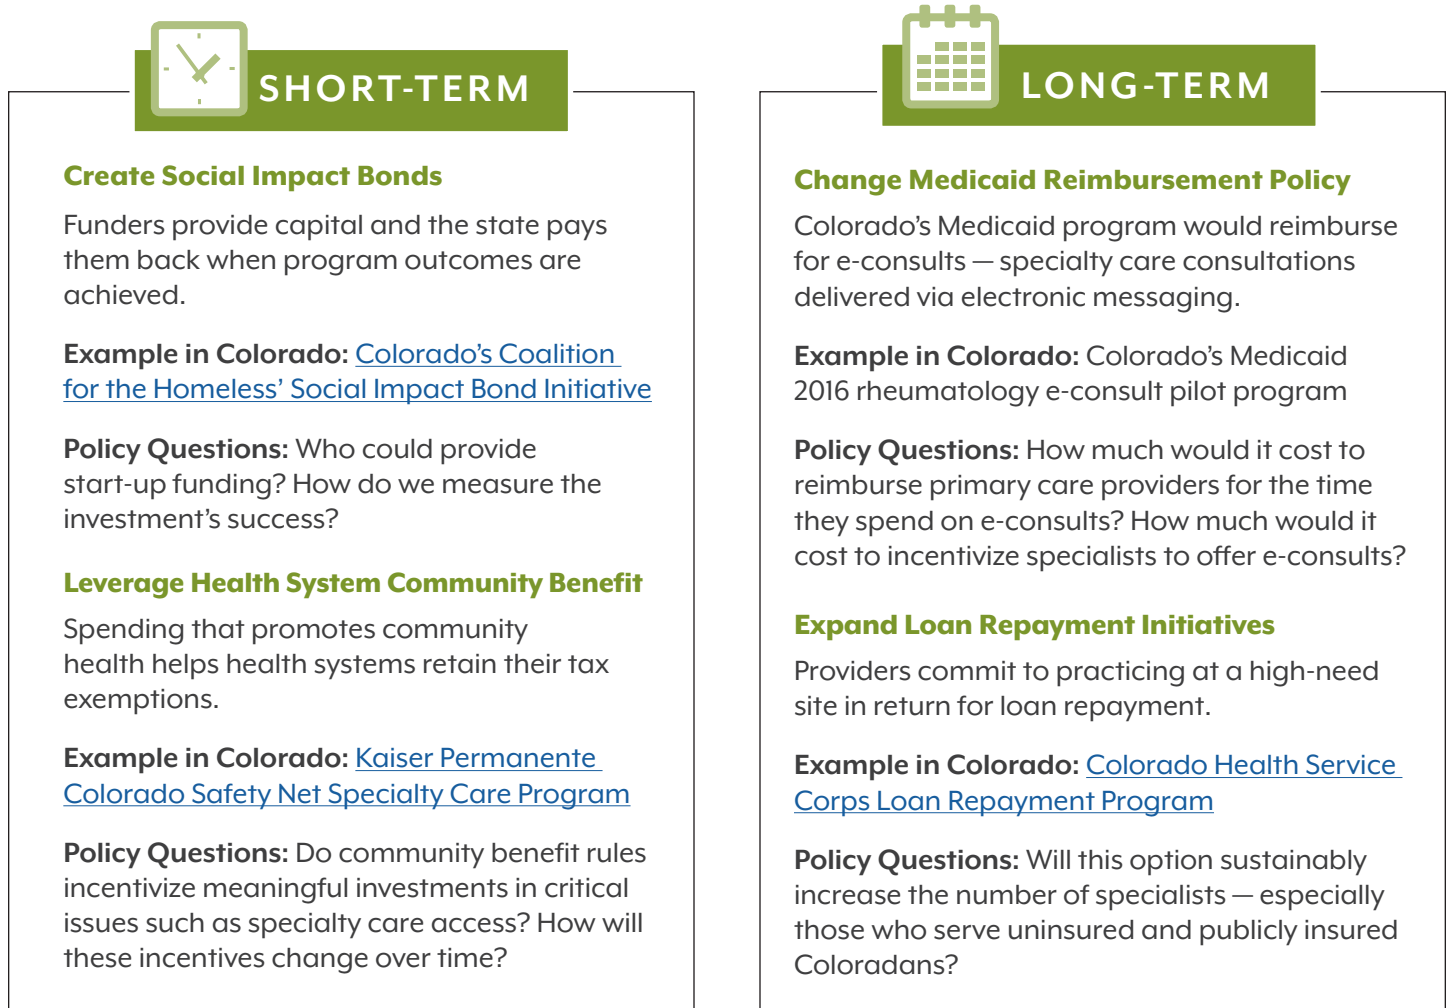 SHORT-TERM
Create Social Impact Bonds
Funders provide capital and the state pays
them back when program outcomes are
achieved.
Example in Colorado: Colorado’s Coalition
for the Homeless’ Social Impact Bond Initiative
Policy Questions: Who could provide
start-up funding? How do we measure the
investment’s success?
Leverage Health System Community Benefit
Spending that promotes community
health helps health systems retain their tax
exemptions.
Example in Colorado: Kaiser Permanente
Colorado Safety Net Specialty Care Program
Policy Questions: Do community benefit rules
incentivize meaningful investments in critical
issues such as specialty care access? How will
these incentives change over time?
LONG-TERM
Change Medicaid Reimbursement Policy
Colorado’s Medicaid program would reimburse
for e-consults — specialty care consultations
delivered via electronic messaging.
Example in Colorado: Colorado’s Medicaid
2016 rheumatology e-consult pilot program
Policy Questions: How much would it cost to
reimburse primary care providers for the time
they spend on e-consults? How much would it
cost to incentivize specialists to offer e-consults?
Expand Loan Repayment Initiatives
Providers commit to practicing at a high-need
site in return for loan repayment.
Example in Colorado: Colorado Health Service
Corps Loan Repayment Program
Policy Questions: Will this option sustainably
increase the number of specialists — especially
those who serve uninsured and publicly insured
Coloradans?